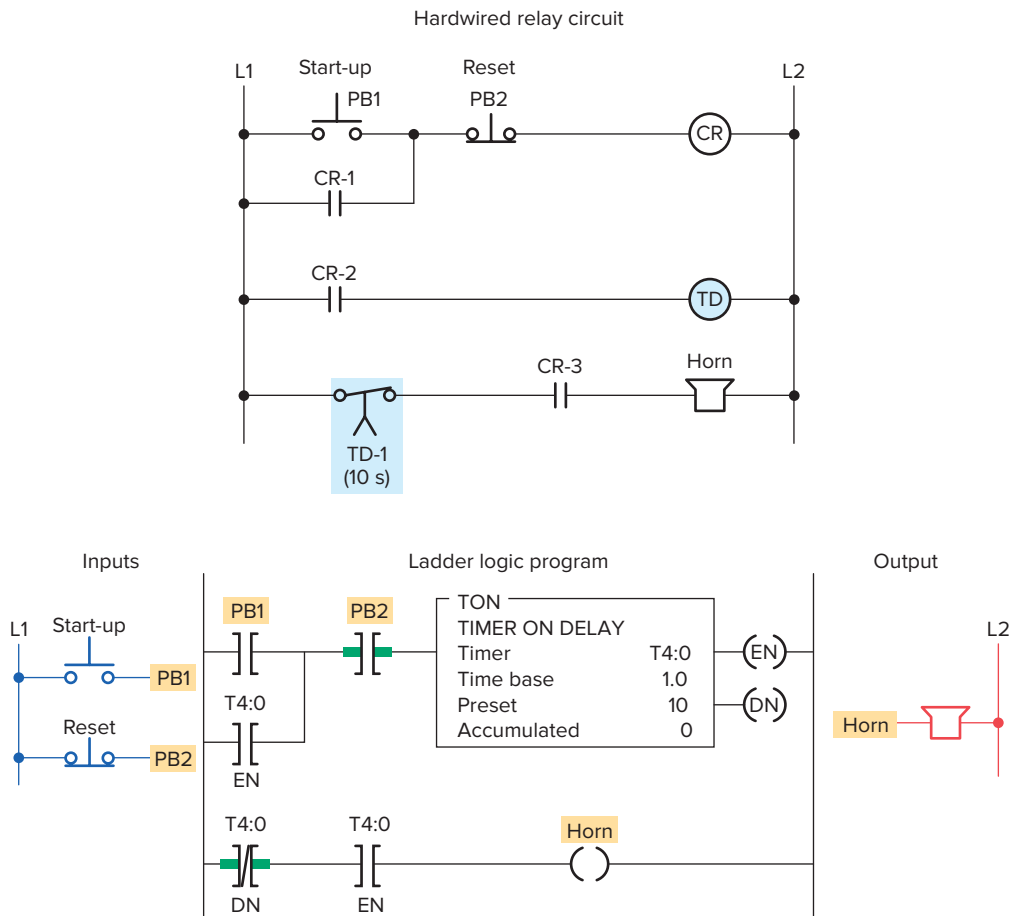 Hardwired relay circuit
L1
Start-up
PB1
Reset
PB2
L2
CR
CR-1
CR-2
TD
TD-1
(10 s)
CR-3
Horn
Inputs
Ladder logic program
Output
L1
Start-up
PB1
Reset
PB2
PB1
PB2
T4:0
EN
TON
TIMER ON DELAY
Timer T4:0
Time base 1.0
Preset 10
Accumulated 0
EN
DN
T4:0
DN
T4:0
EN
Horn
L2
Horn